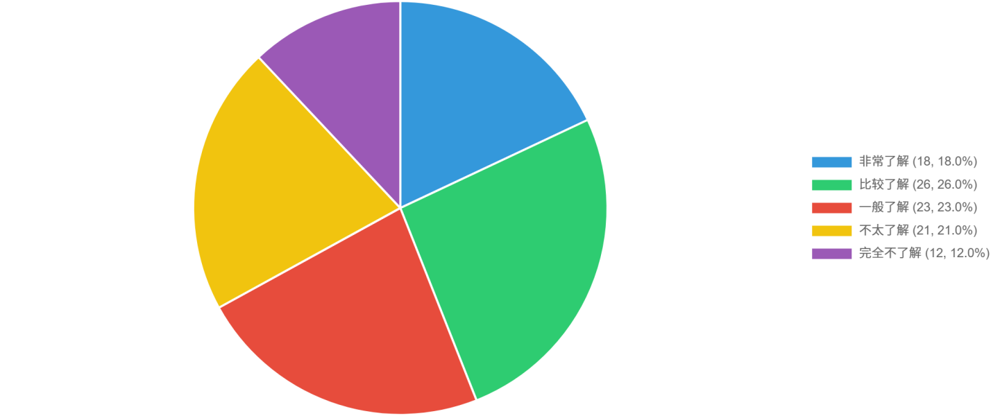 非常了解 (18, 18.0%)
比较了解 (26, 26.0%)
一般了解 (23, 23.0%)
不太了解 (21, 21.0%)
完全不了解 (12, 12.0%)